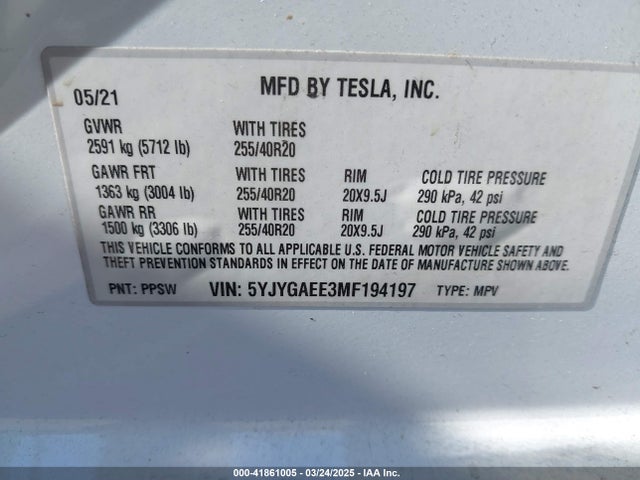 MFD BY TESLA, INC.
05/21
GVWR WITH TIRES
2591 kg (5712 lb) 255/40R20
GAWR FRT WITH TIRES RIM COLD TIRE PRESSURE
1363 kg (3004 lb) 255/40R20 20X9.5J 290 kPa, 42 psi
GAWR RR WITH TIRES RIM COLD TIRE PRESSURE
1500 kg (3306 lb) 255/40R20 20X9.5J 290 kPa, 42 psi
THIS VEHICLE CONFORMS TO ALL APPLICABLE U.S. FEDERAL MOTOR VEHICLE SAFETY AND
THEFT PREVENTION STANDARDS IN EFFECT ON THE DATE OF MANUFACTURE SHOWN ABOVE.
PNT: PPSW VIN: 5YJYGAEE3MF194197 TYPE: MPV
000-41861005 - 03/24/2025 - IAA Inc.